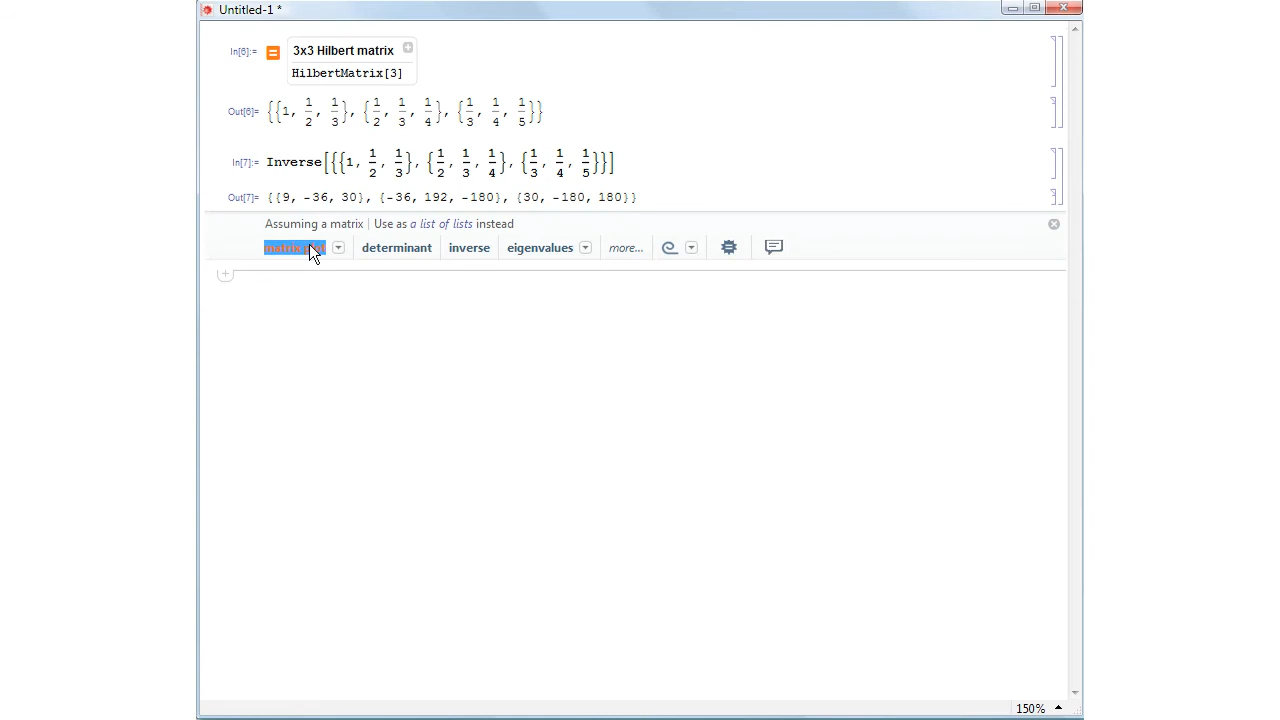 Untitled-1 *
In[6]:= 3x3 Hilbert matrix
HilbertMatrix[3]
Out[6]= {{1, 1/2, 1/3}, {1/2, 1/3, 1/4}, {1/3, 1/4, 1/5}}
In[7]:= Inverse[{{1, 1/2, 1/3}, {1/2, 1/3, 1/4}, {1/3, 1/4, 1/5}}]
Out[7]= {{9, -36, 30}, {-36, 192, -180}, {30, -180, 180}}
Assuming a matrix | Use as a list of lists instead
matrix plot determinant inverse eigenvalues more...
150%